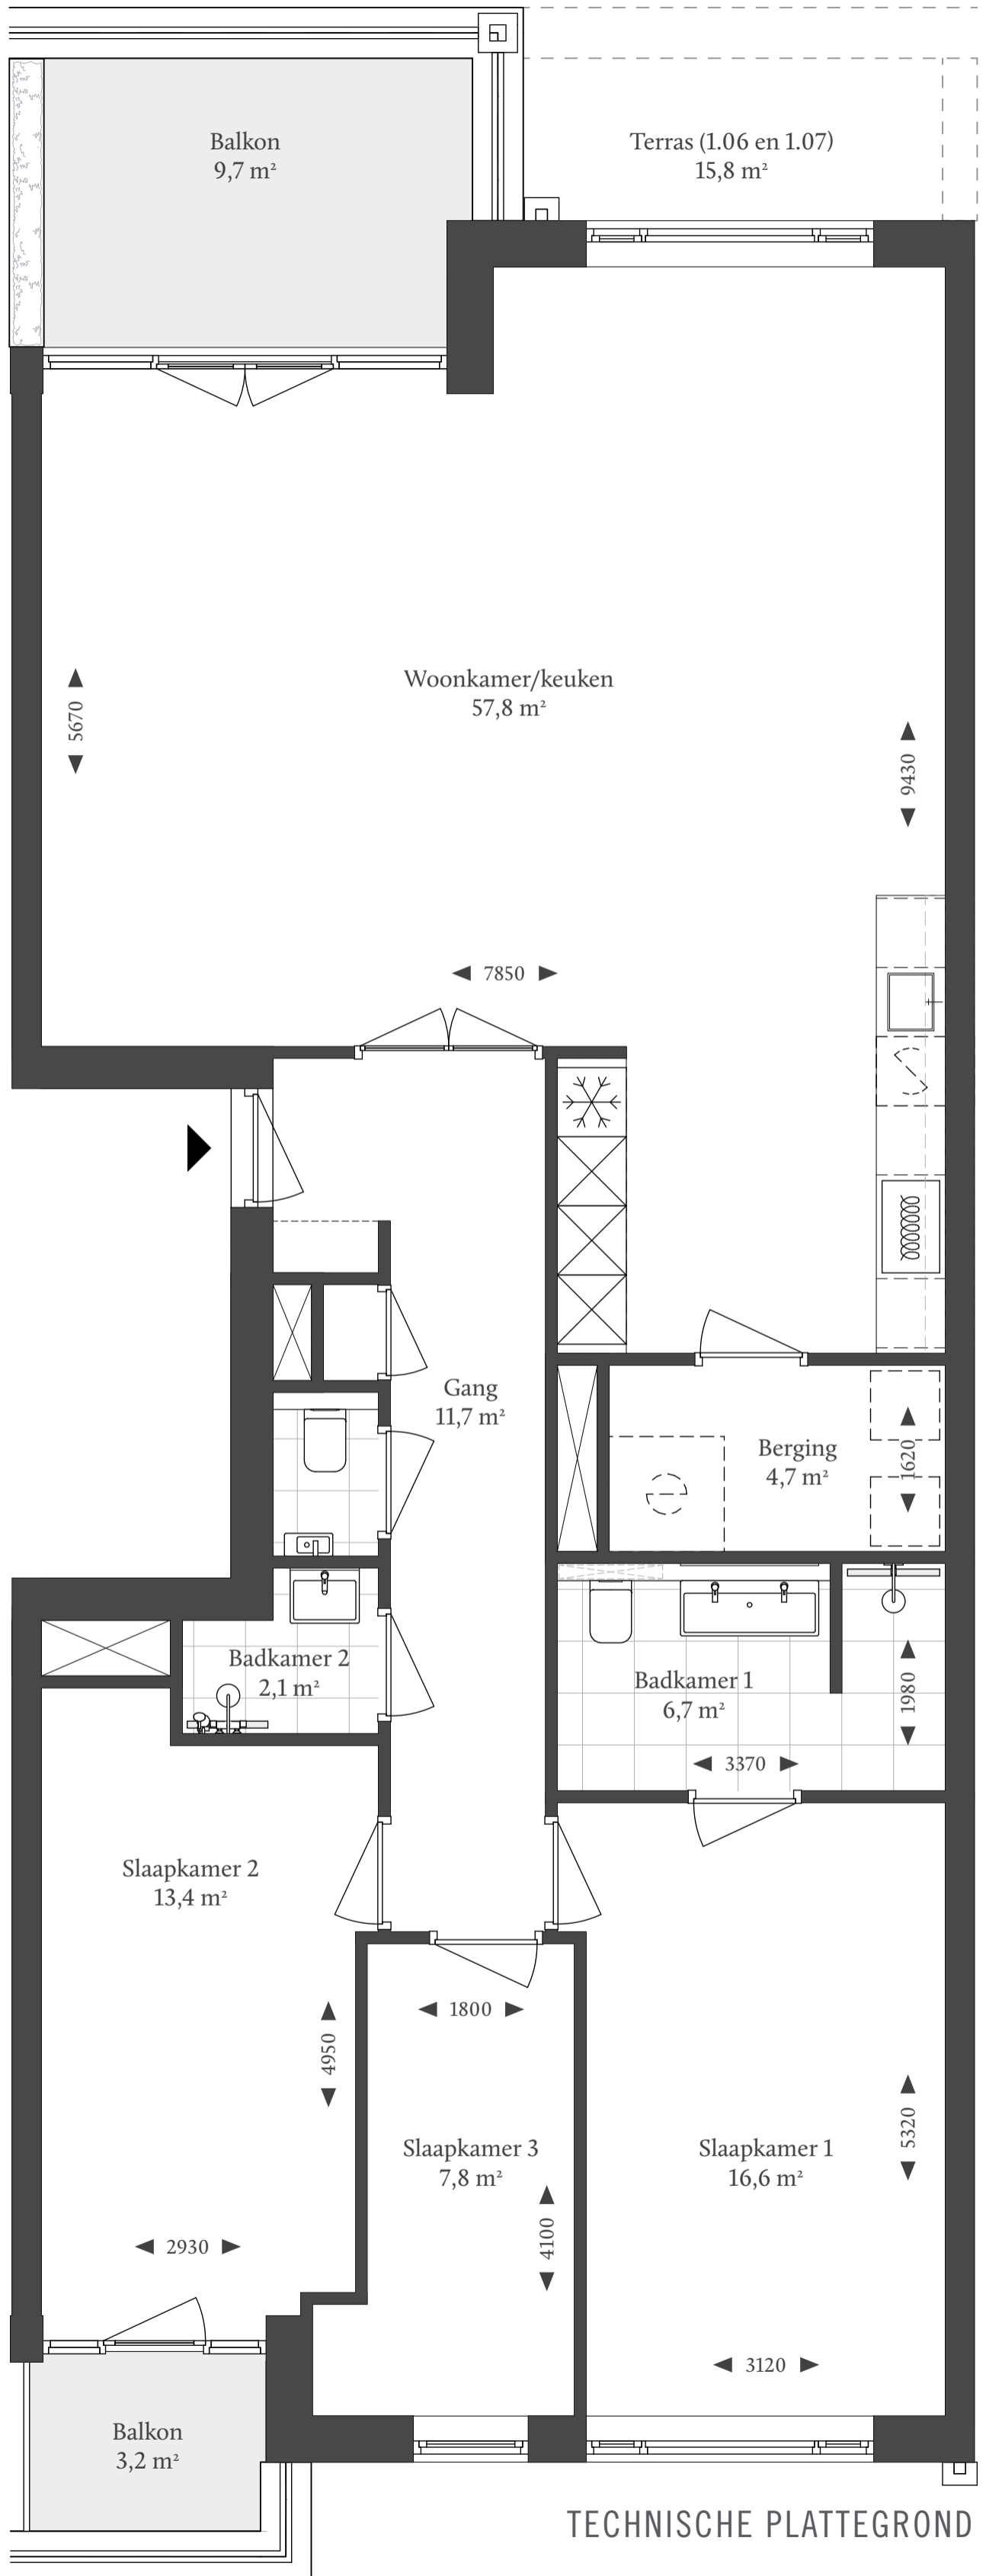 Balkon
9,7 m²
Terras (1.06 en 1.07)
15,8 m²
Woonkamer/keuken
57,8 m²
5670
9430
7850
Gang
11,7 m²
Berging
4,7 m²
1620
Badkamer 2
2,1 m²
Badkamer 1
6,7 m²
1980
3370
Slaapkamer 2
13,4 m²
1800
4950
Slaapkamer 3
7,8 m²
Slaapkamer 1
16,6 m²
5320
4100
2930
3120
Balkon
3,2 m²
TECHNISCHE PLATTEGROND